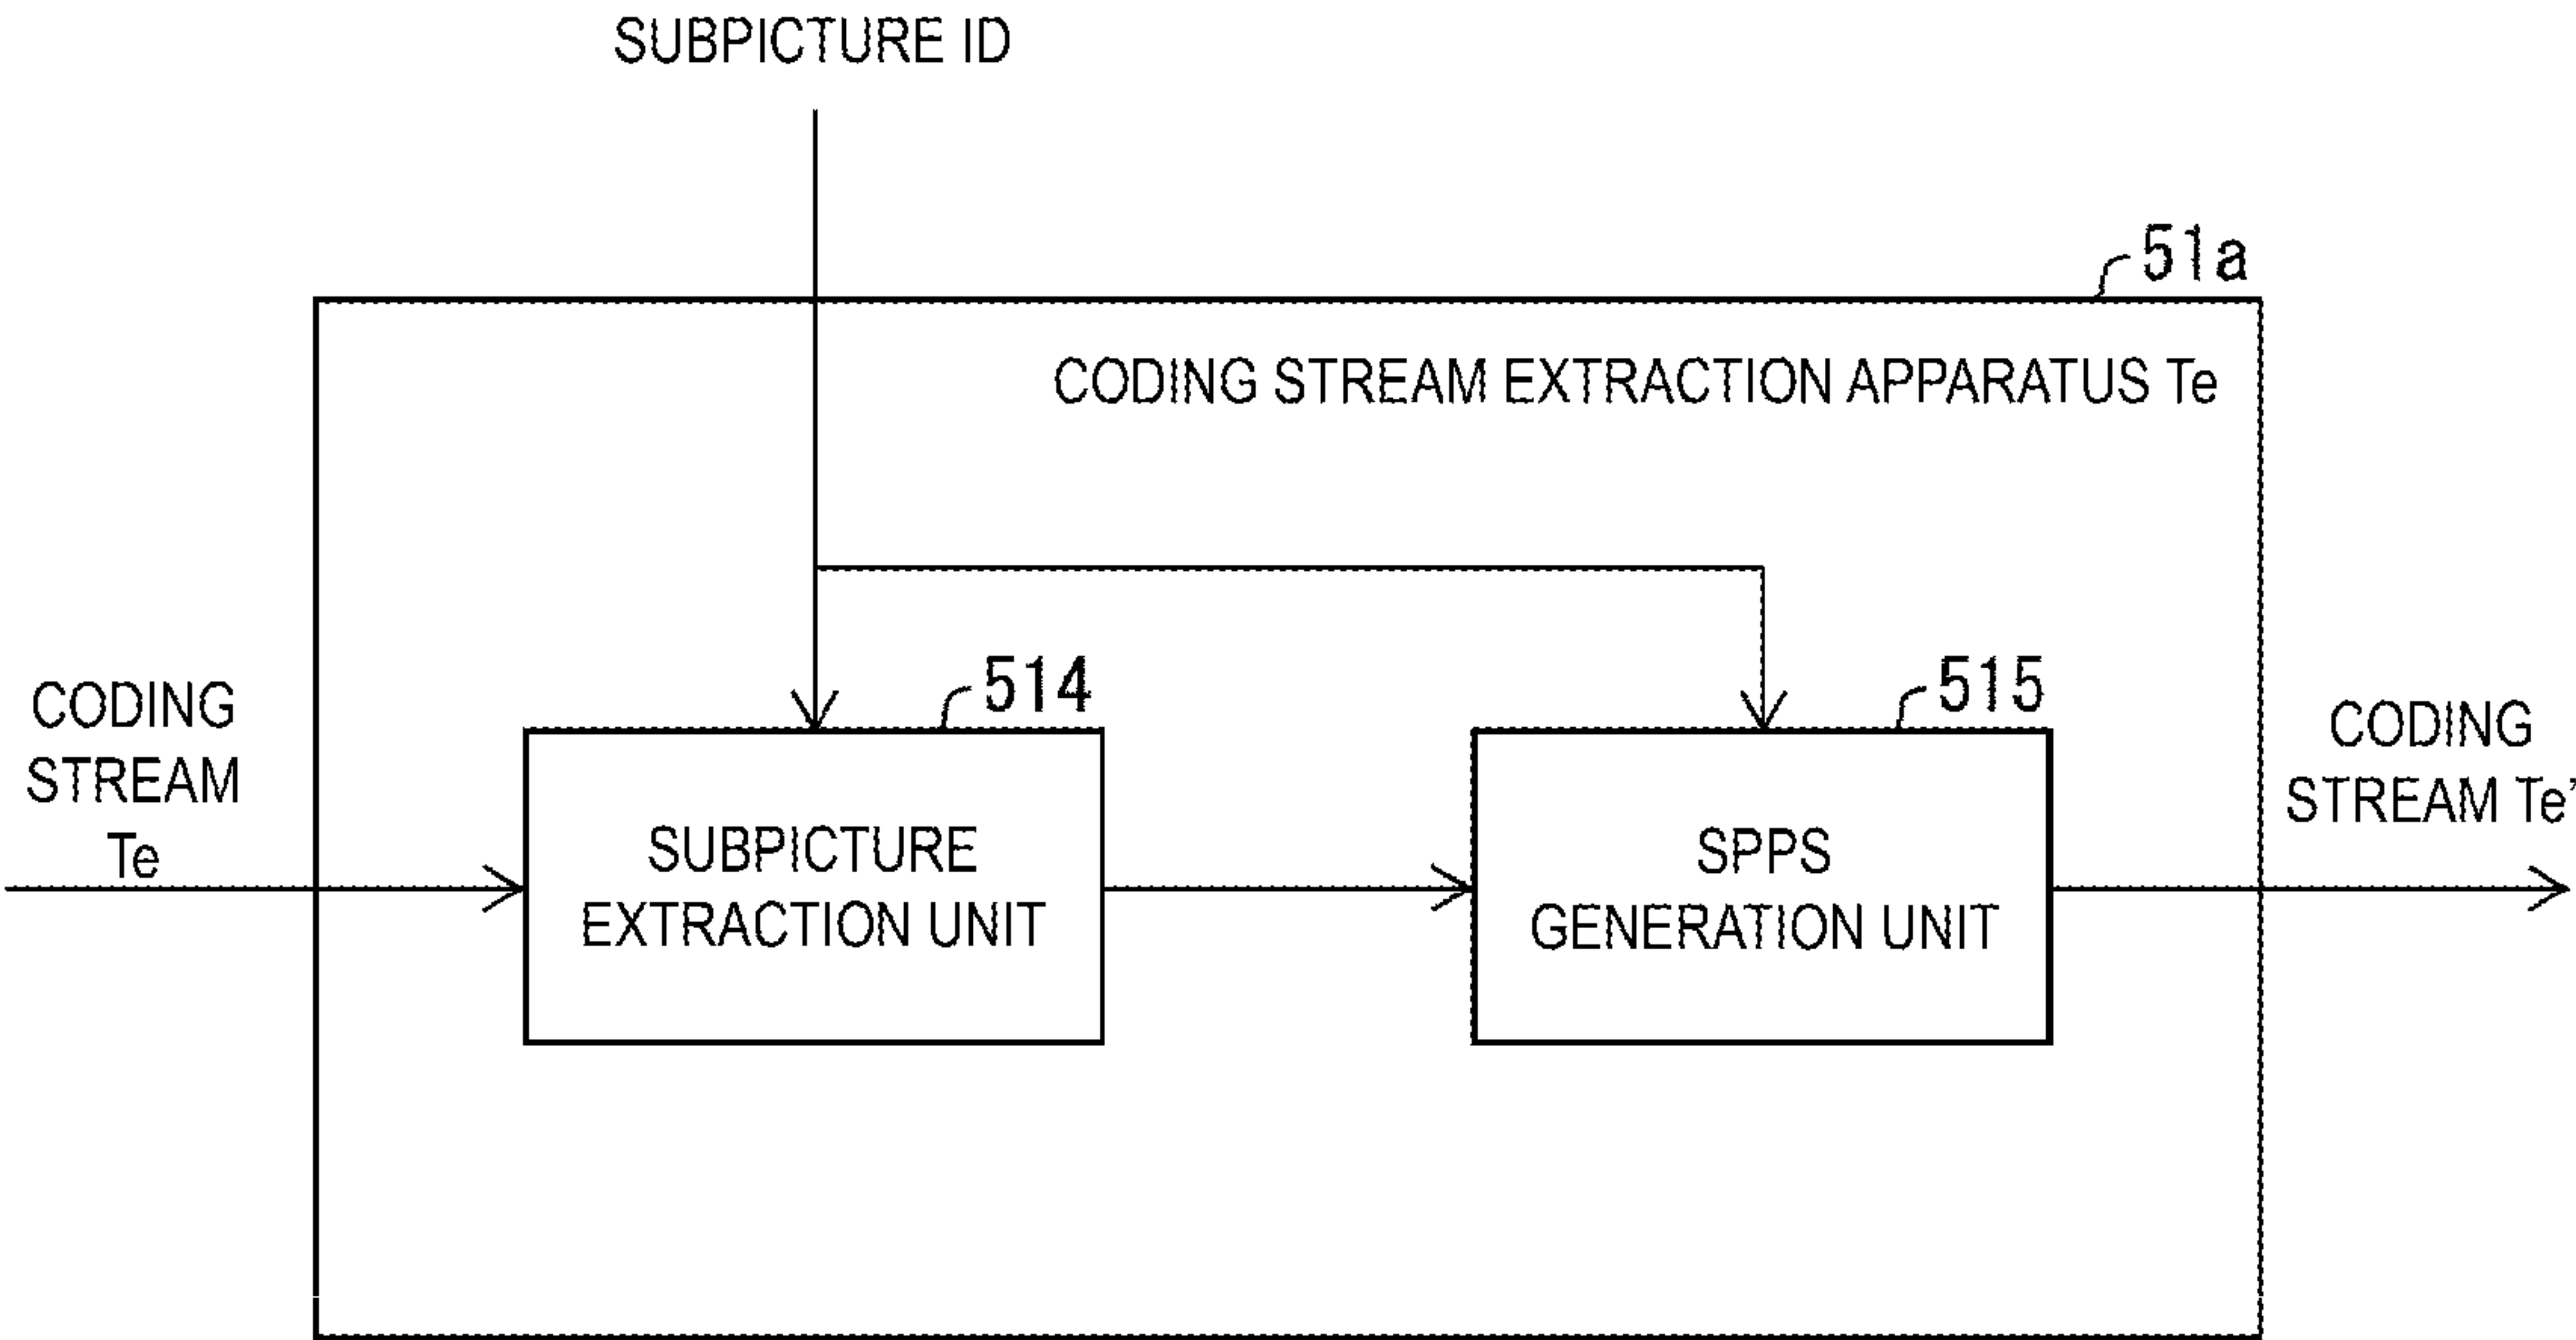 SUBPICTURE ID
51a
CODING STREAM EXTRACTION APPARATUS Te
CODING
STREAM
Te
514
SUBPICTURE
EXTRACTION UNIT
515
SPPS
GENERATION UNIT
CODING
STREAM Te'